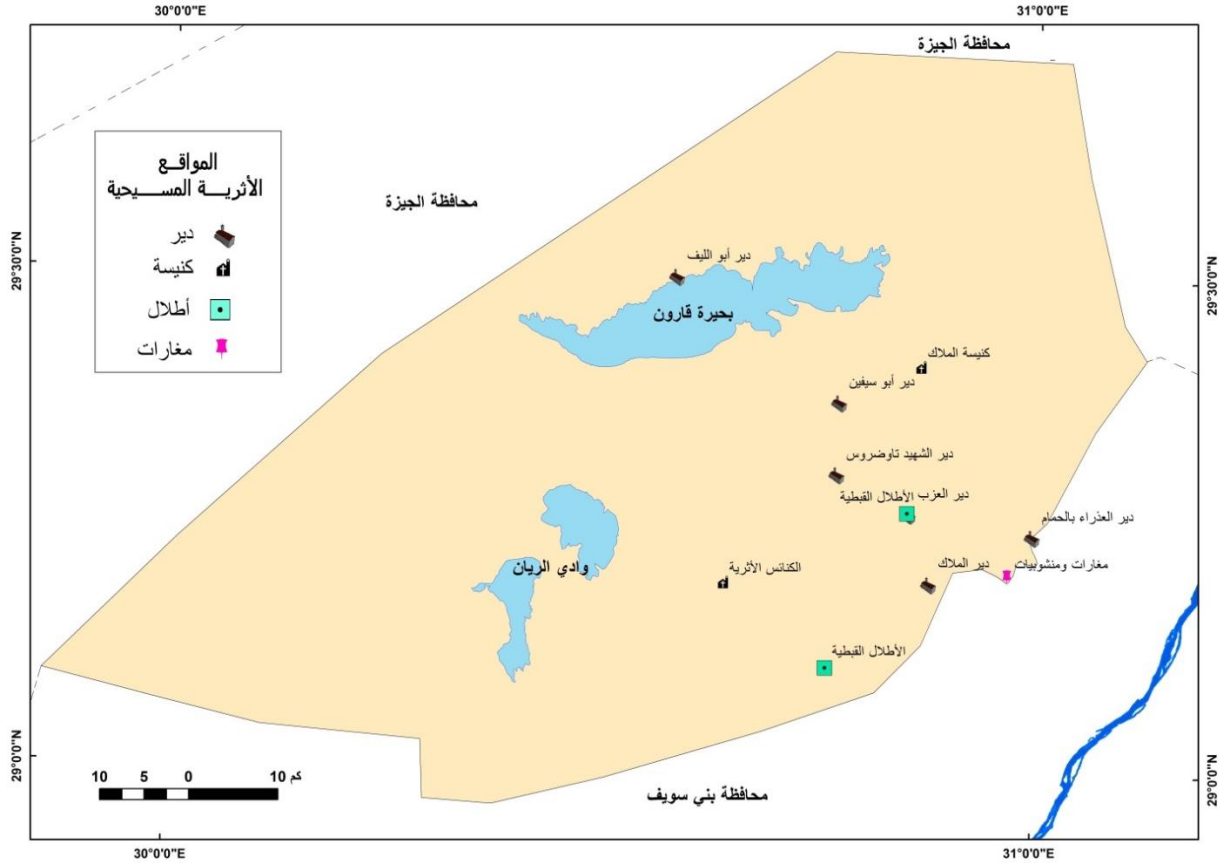 30°0'0"E
31°0'0"E
محافظة الجيزة
المواقع
الأثرية المسيحية
دير
كنيسة
أطلال
مغارات
محافظة الجيزة
29°30'0"N
29°30'0"N
دير أبو الليف
بحيرة قارون
كنيسة الملاك
دير أبو سيفين
دير الشهيد تاوضروس
دير العزب
الأطلال القبطية
دير العذراء بالحمام
وادي الريان
الكنائس الأثرية
دير الملاك
مغارات ومنشوبيات
الأطلال القبطية
29°0'0"N
29°0'0"N
10 5 0 10 كم
محافظة بني سويف
30°0'0"E
31°0'0"E